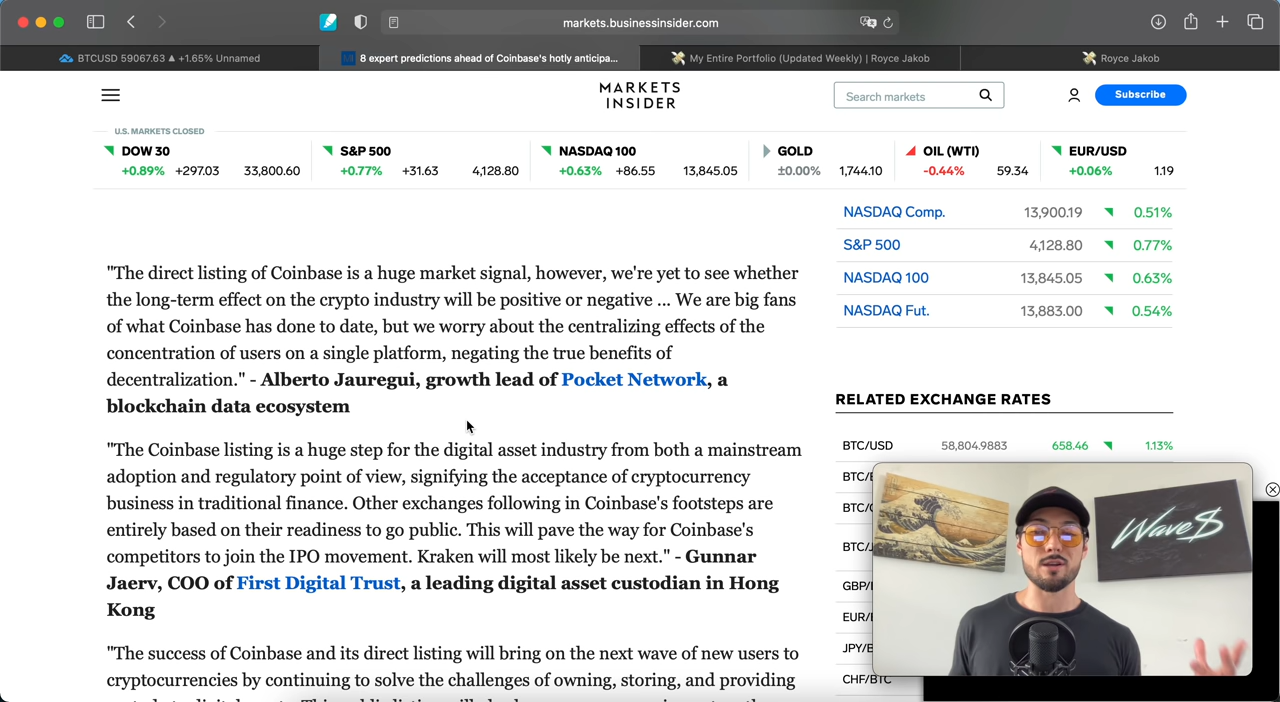 markets.businessinsider.com
BTCUSD 59067.63 ▲ +1.65% Unnamed
8 expert predictions ahead of Coinbase's hotly anticipa...
My Entire Portfolio (Updated Weekly) | Royce Jakob
Royce Jakob
MARKETS
INSIDER
Search markets
Subscribe
U.S. MARKETS CLOSED
DOW 30
+0.89% +297.03 33,800.60
S&P 500
+0.77% +31.63 4,128.80
NASDAQ 100
+0.63% +86.55 13,845.05
GOLD
±0.00% 1,744.10
OIL (WTI)
-0.44% 59.34
EUR/USD
+0.06% 1.19
"The direct listing of Coinbase is a huge market signal, however, we're yet to see whether
the long-term effect on the crypto industry will be positive or negative ... We are big fans
of what Coinbase has done to date, but we worry about the centralizing effects of the
concentration of users on a single platform, negating the true benefits of
decentralization." - Alberto Jauregui, growth lead of Pocket Network, a
blockchain data ecosystem
"The Coinbase listing is a huge step for the digital asset industry from both a mainstream
adoption and regulatory point of view, signifying the acceptance of cryptocurrency
business in traditional finance. Other exchanges following in Coinbase's footsteps are
entirely based on their readiness to go public. This will pave the way for Coinbase's
competitors to join the IPO movement. Kraken will most likely be next." - Gunnar
Jaerv, COO of First Digital Trust, a leading digital asset custodian in Hong
Kong
"The success of Coinbase and its direct listing will bring on the next wave of new users to
cryptocurrencies by continuing to solve the challenges of owning, storing, and providing
NASDAQ Comp. 13,900.19 0.51%
S&P 500 4,128.80 0.77%
NASDAQ 100 13,845.05 0.63%
NASDAQ Fut. 13,883.00 0.54%
RELATED EXCHANGE RATES
BTC/USD 58,804.9883 658.46 1.13%
BTC/
BTC/
BTC/
GBP/
EUR/
JPY/
CHF/BTC
Wave$